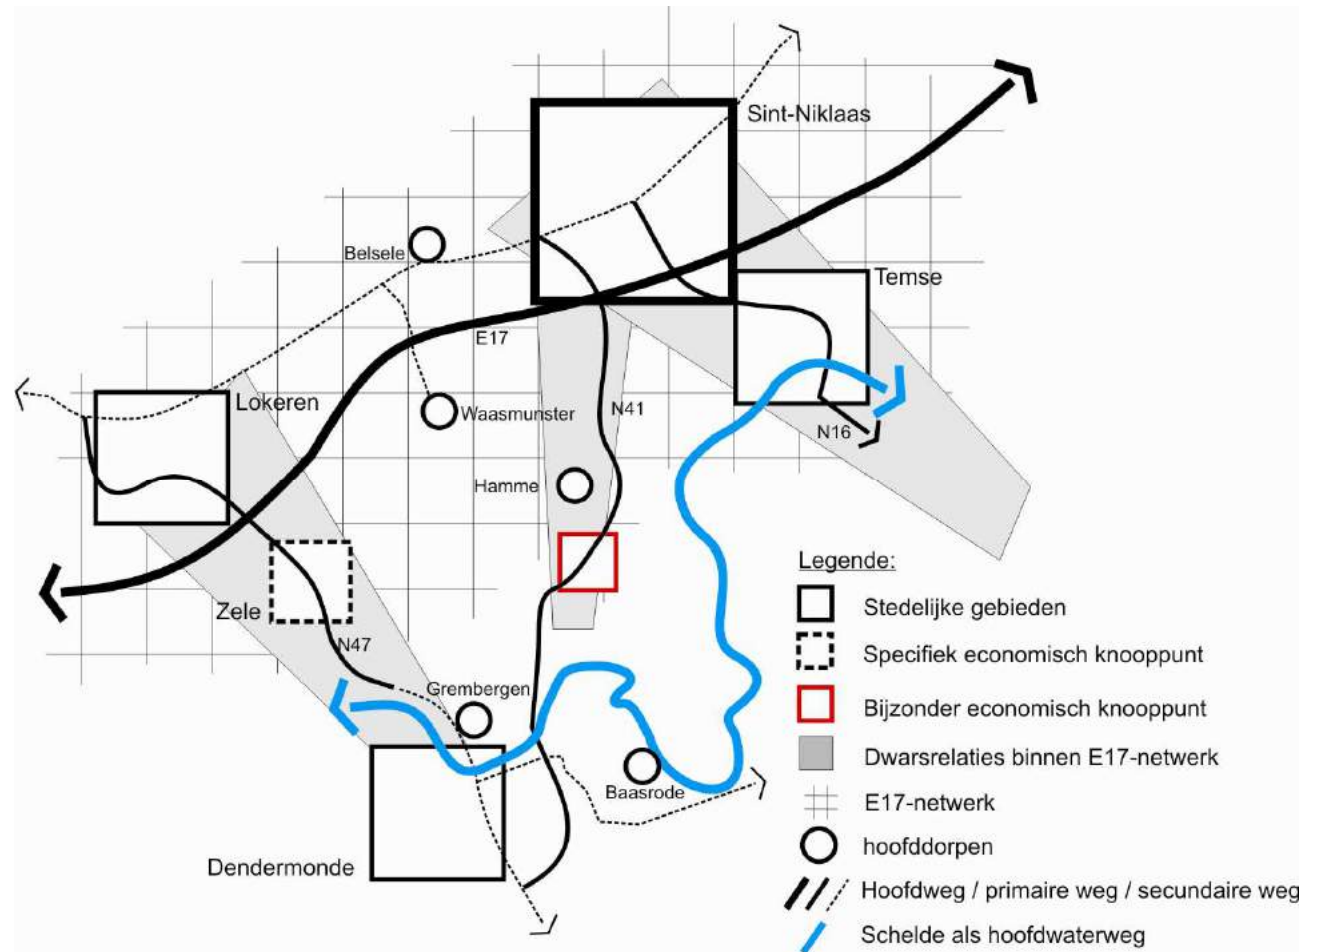 Sint-Niklaas
Belsele
Temse
E17
Lokeren
Waasmunster
N41
N16
Hamme
Zele
N47
Grembergen
Baasrode
Dendermonde
Legende:
Stedelijke gebieden
Specifiek economisch knooppunt
Bijzonder economisch knooppunt
Dwarsrelaties binnen E17-netwerk
E17-netwerk
hoofddorpen
Hoofdweg / primaire weg / secundaire weg
Schelde als hoofdwaterweg